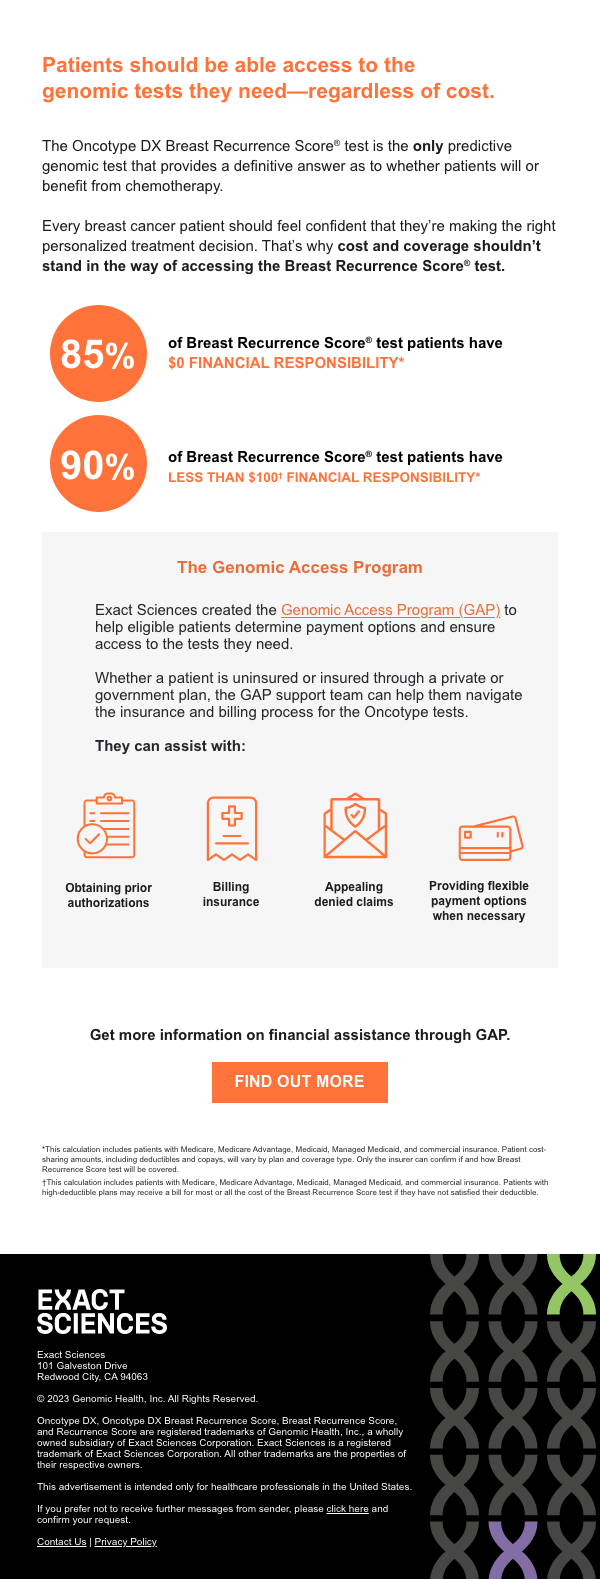 Patients should be able access to the
genomic tests they need—regardless of cost.
The Oncotype DX Breast Recurrence Score® test is the only predictive
genomic test that provides a definitive answer as to whether patients will or
benefit from chemotherapy.
Every breast cancer patient should feel confident that they’re making the right
personalized treatment decision. That’s why cost and coverage shouldn’t
stand in the way of accessing the Breast Recurrence Score® test.
85%
of Breast Recurrence Score® test patients have
$0 FINANCIAL RESPONSIBILITY*
90%
of Breast Recurrence Score® test patients have
LESS THAN $100† FINANCIAL RESPONSIBILITY*
The Genomic Access Program
Exact Sciences created the Genomic Access Program (GAP) to
help eligible patients determine payment options and ensure
access to the tests they need.
Whether a patient is uninsured or insured through a private or
government plan, the GAP support team can help them navigate
the insurance and billing process for the Oncotype tests.
They can assist with:
Obtaining prior
authorizations
Billing
insurance
Appealing
denied claims
Providing flexible
payment options
when necessary
Get more information on financial assistance through GAP.
FIND OUT MORE
*This calculation includes patients with Medicare, Medicare Advantage, Medicaid, Managed Medicaid, and commercial insurance. Patient cost-
sharing amounts, including deductibles and copays, will vary by plan and coverage type. Only the insurer can confirm if and how Breast
Recurrence Score test will be covered.
†This calculation includes patients with Medicare, Medicare Advantage, Medicaid, Managed Medicaid, and commercial insurance. Patients with
high-deductible plans may receive a bill for most or all the cost of the Breast Recurrence Score test if they have not satisfied their deductible.
EXACT
SCIENCES
Exact Sciences
101 Galveston Drive
Redwood City, CA 94063
© 2023 Genomic Health, Inc. All Rights Reserved.
Oncotype DX, Oncotype DX Breast Recurrence Score, Breast Recurrence Score,
and Recurrence Score are registered trademarks of Genomic Health, Inc., a wholly
owned subsidiary of Exact Sciences Corporation. Exact Sciences is a registered
trademark of Exact Sciences Corporation. All other trademarks are the properties of
their respective owners.
This advertisement is intended only for healthcare professionals in the United States.
If you prefer not to receive further messages from sender, please click here and
confirm your request.
Contact Us | Privacy Policy